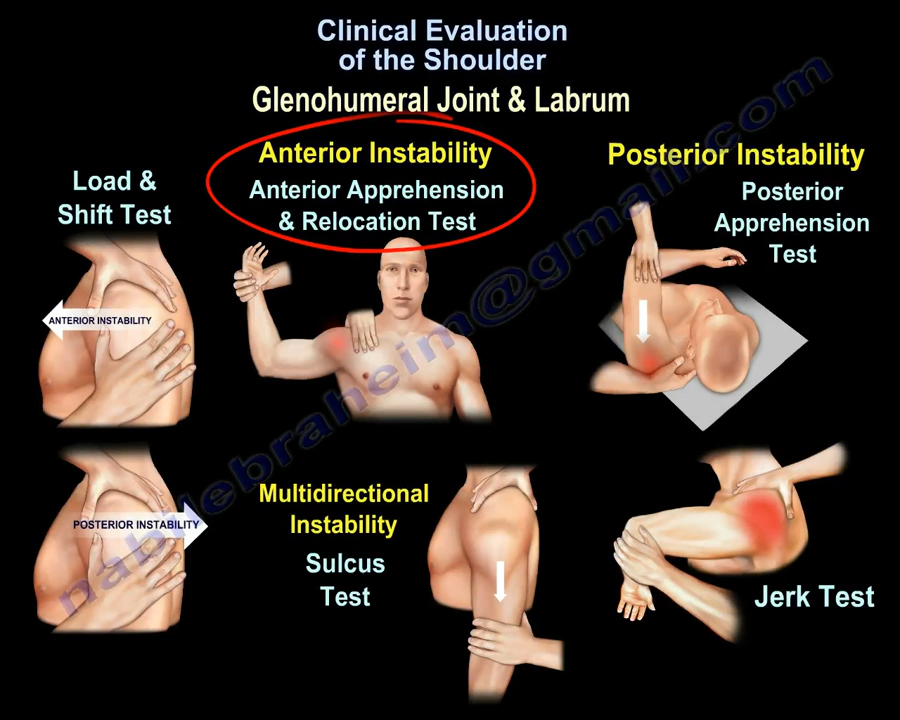 Clinical Evaluation
of the Shoulder
Glenohumeral Joint & Labrum
Load &
Shift Test
Anterior Instability
Anterior Apprehension
& Relocation Test
Posterior Instability
Posterior
Apprehension
Test
ANTERIOR INSTABILITY
POSTERIOR INSTABILITY
Multidirectional
Instability
Sulcus
Test
Jerk Test
nabilebraheim@gmail.com